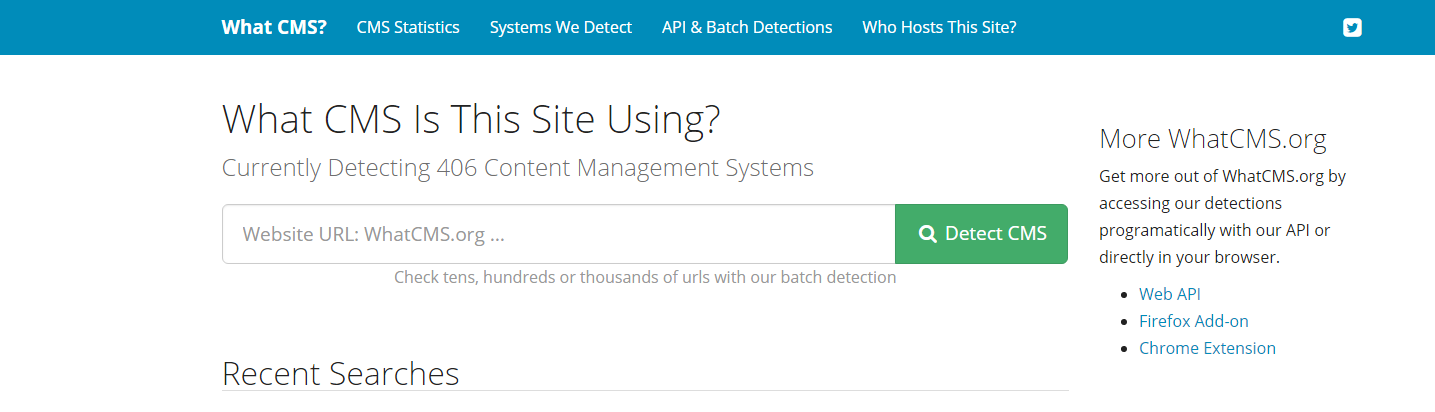 What CMS? CMS Statistics Systems We Detect API & Batch Detections Who Hosts This Site?
What CMS Is This Site Using?
Currently Detecting 406 Content Management Systems
Website URL: WhatCMS.org ... Detect CMS
Check tens, hundreds or thousands of urls with our batch detection
Recent Searches
More WhatCMS.org
Get more out of WhatCMS.org by
accessing our detections
programatically with our API or
directly in your browser.
Web API
Firefox Add-on
Chrome Extension